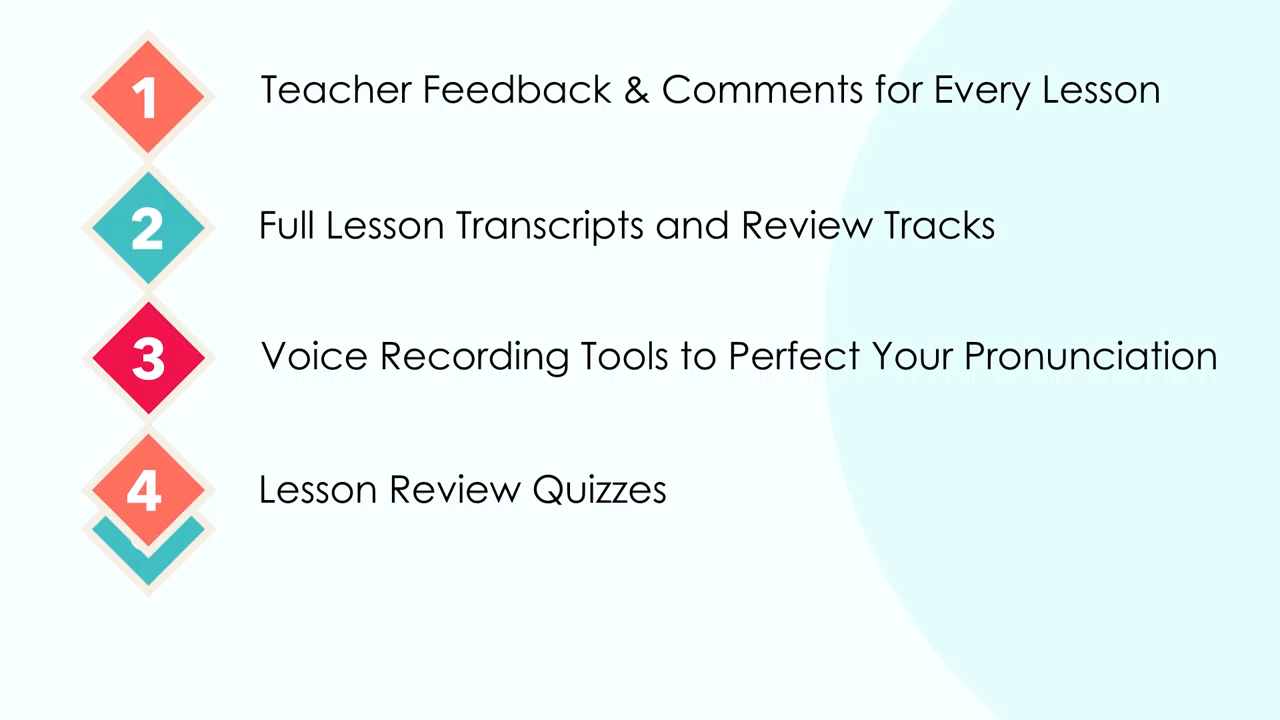 1 Teacher Feedback & Comments for Every Lesson
2 Full Lesson Transcripts and Review Tracks
3 Voice Recording Tools to Perfect Your Pronunciation
4 Lesson Review Quizzes